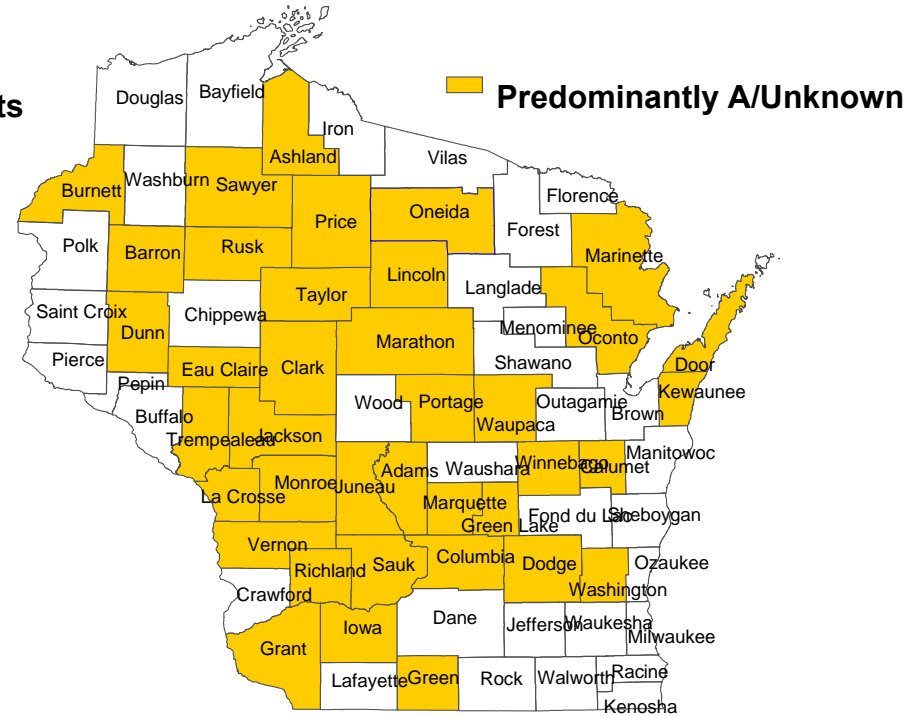 ts
Predominantly A/Unknown
Douglas
Bayfield
Iron
Vilas
Ashland
Burnett
Washburn
Sawyer
Florence
Price
Oneida
Forest
Polk
Barron
Rusk
Marinette
Lincoln
Langlade
Taylor
Saint Croix
Chippewa
Dunn
Menominee
Oconto
Marathon
Shawano
Pierce
Eau Claire
Clark
Door
Pepin
Kewaunee
Buffalo
Wood
Portage
Outagamie
Brown
Waupaca
Trempealeau
Jackson
Manitowoc
Adams
Waushara
Winnebago
Calumet
La Crosse
Monroe
Juneau
Marquette
Green Lake
Fond du Lac
Sheboygan
Vernon
Richland
Sauk
Columbia
Dodge
Ozaukee
Washington
Crawford
Dane
Jefferson
Waukesha
Milwaukee
Iowa
Grant
Lafayette
Green
Rock
Walworth
Racine
Kenosha